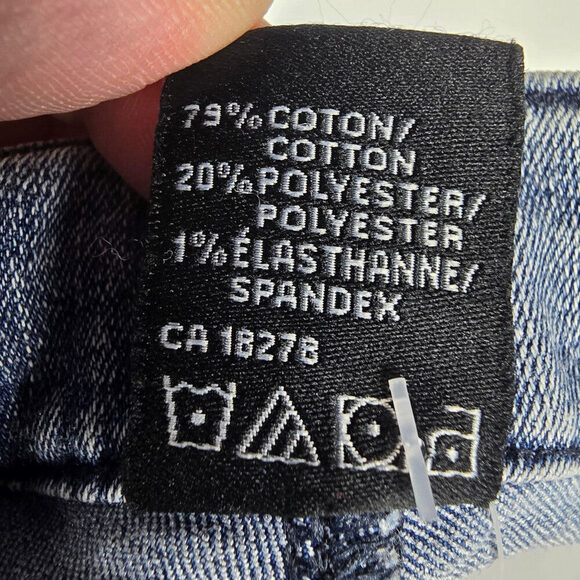 79% COTON/
COTTON
20% POLYESTER/
POLYESTER
1% ÉLASTHANNE/
SPANDEX
CA 18278